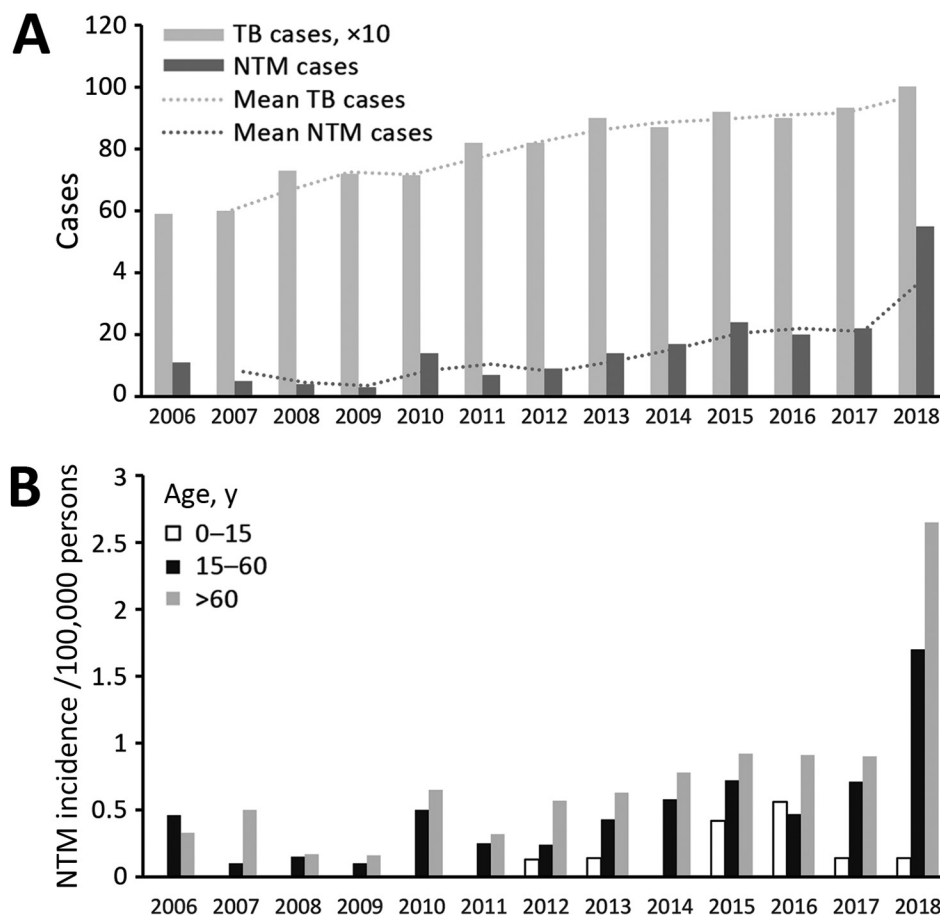 A
120
100
80
60
4
20
0
Cases
TB cases, ×10
NTM cases
Mean TB cases
Mean NTM cases
2006 2007 2008 2009 2010 2011 2012 2013 2014 2015 2016 2017 2018
B
3
2.5
2
1.5
1
0.5
0
NTM incidence /100,000 persons
Age, y
0–15
15–60
>60
2006 2007 2008 2009 2010 2011 2012 2013 2014 2015 2016 2017 2018